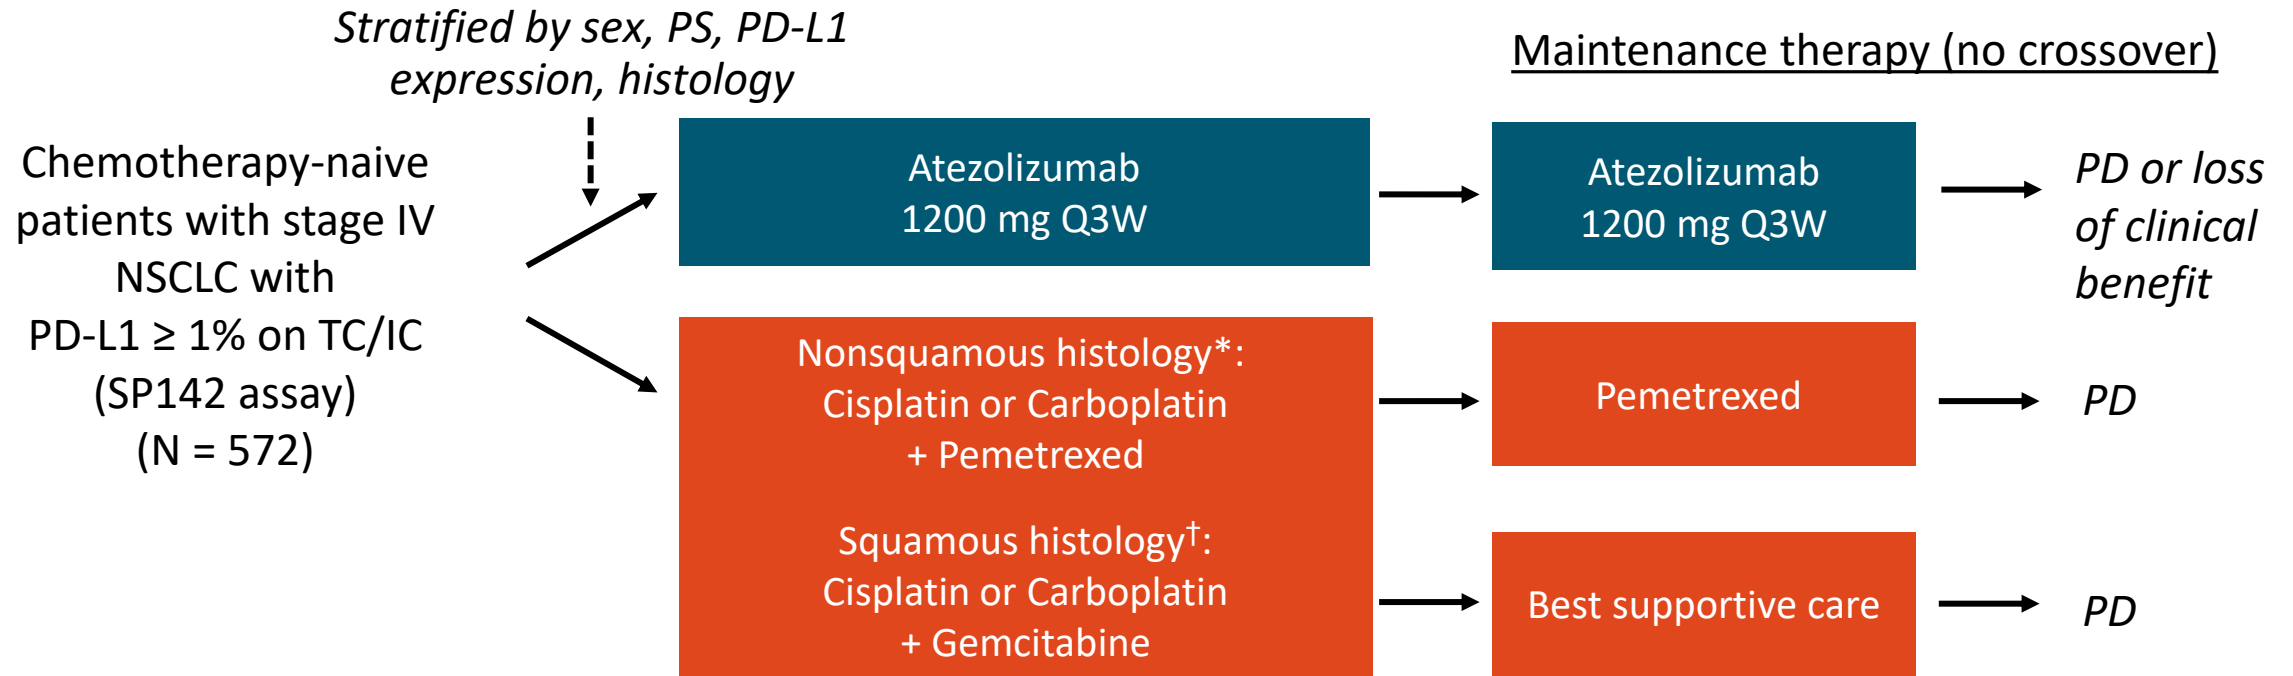 Stratified by sex, PS, PD-L1
expression, histology
Maintenance therapy (no crossover)
Chemotherapy-naive
patients with stage IV
NSCLC with
PD-L1 ≥ 1% on TC/IC
(SP142 assay)
(N = 572)
Atezolizumab
1200 mg Q3W
Atezolizumab
1200 mg Q3W
PD or loss
of clinical
benefit
Nonsquamous histology*:
Cisplatin or Carboplatin
+ Pemetrexed
Pemetrexed
PD
Squamous histology†:
Cisplatin or Carboplatin
+ Gemcitabine
Best supportive care
PD